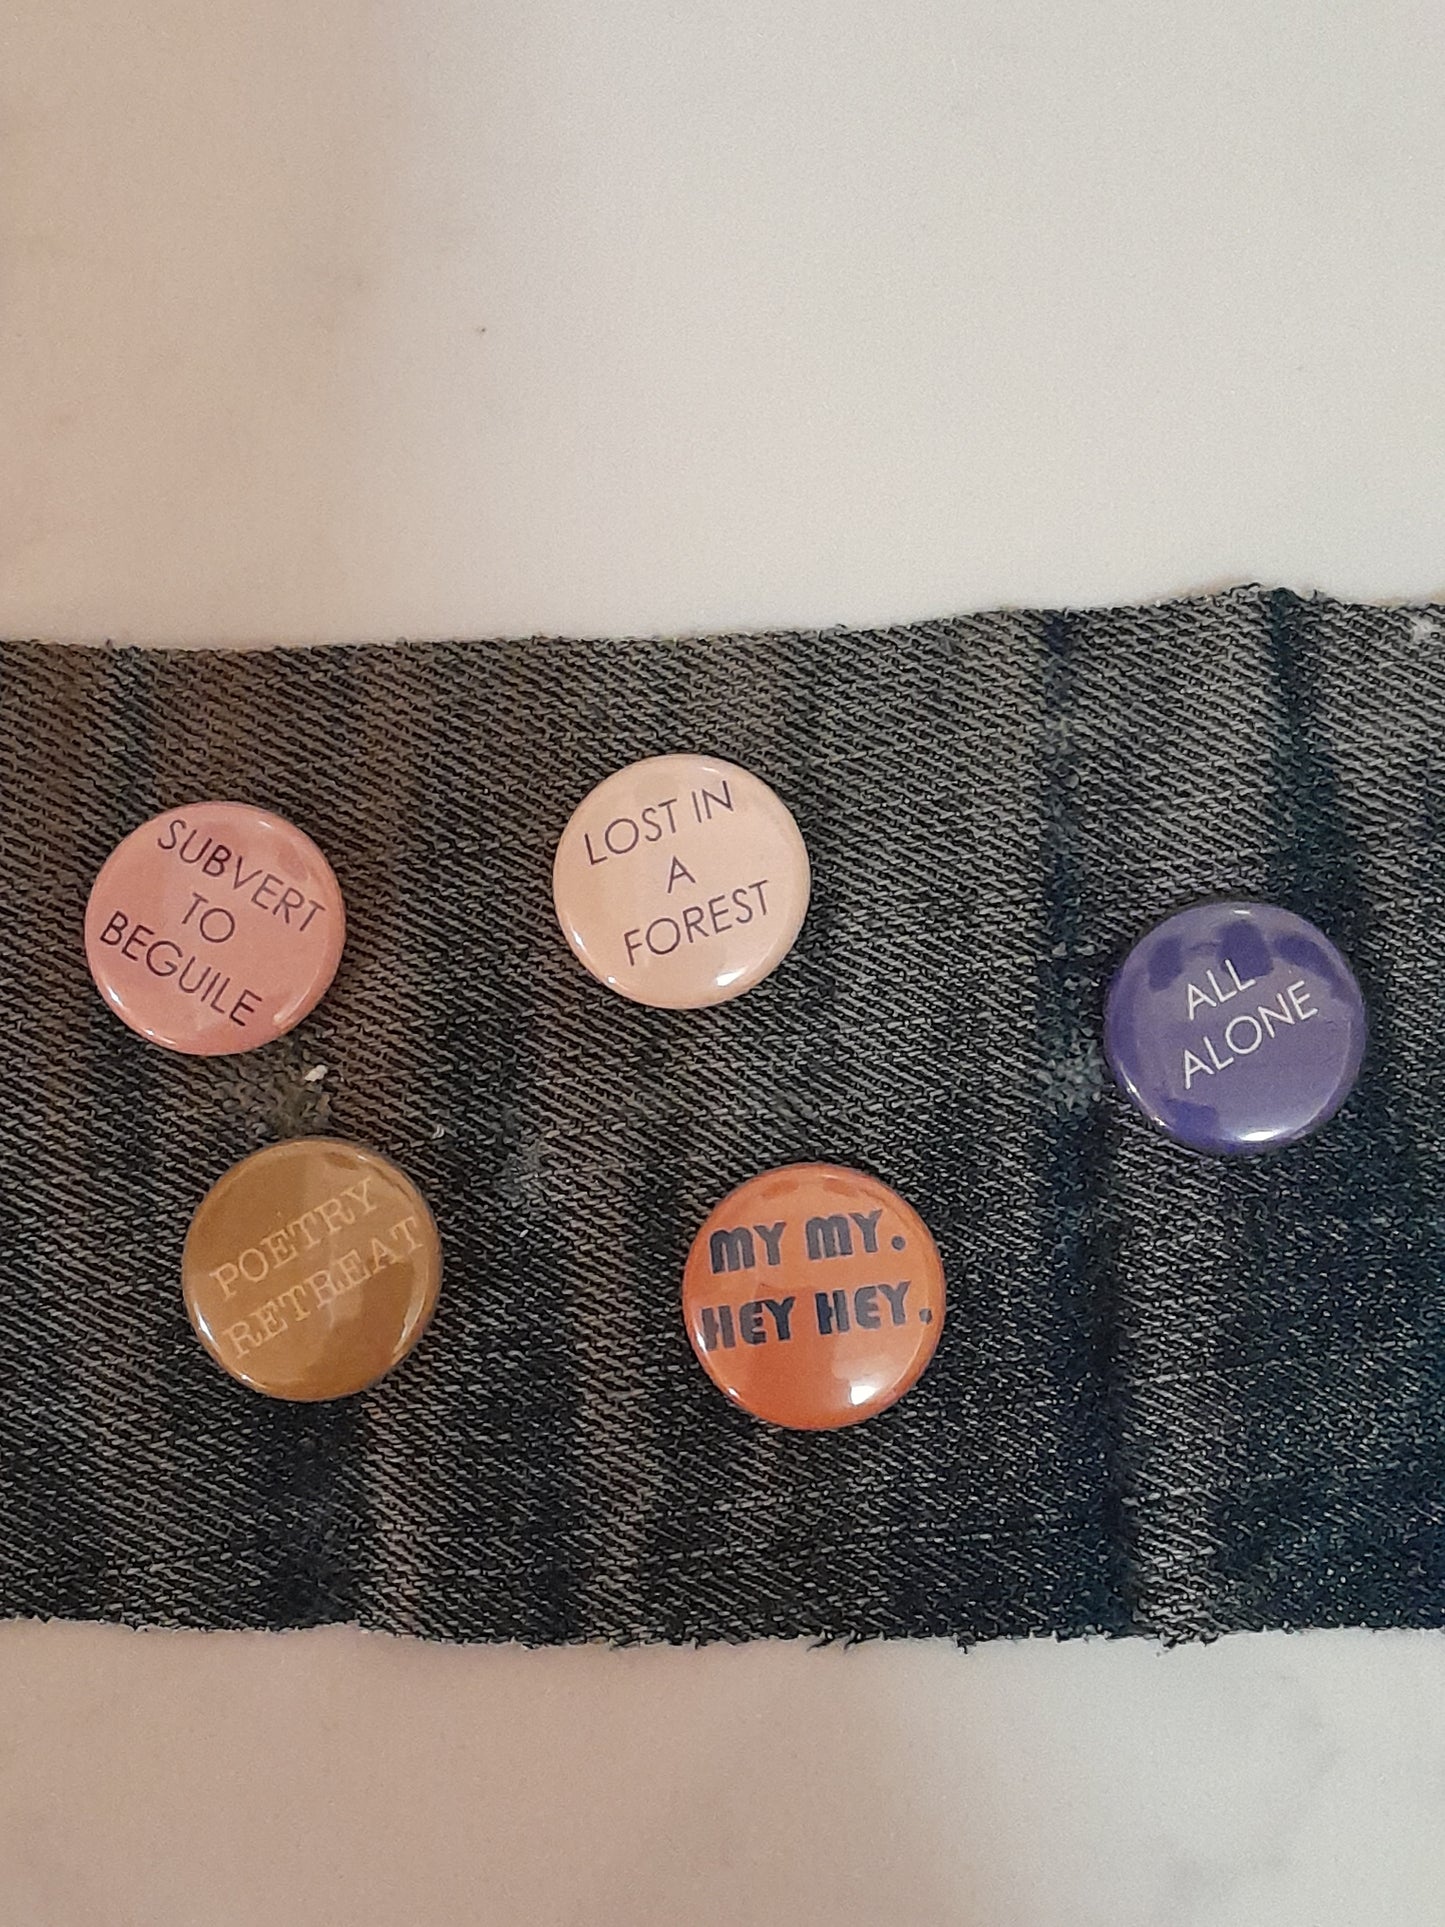 SUBVERT
TO
BEGUILE
LOST IN
A
FOREST
ALL
ALONE
POETRY
RETREAT
MY MY.
HEY HEY.